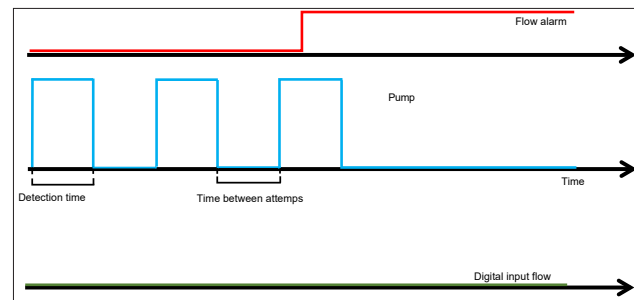 Flow alarm
Pump
Time
Detection time
Time between attemps
Digital input flow